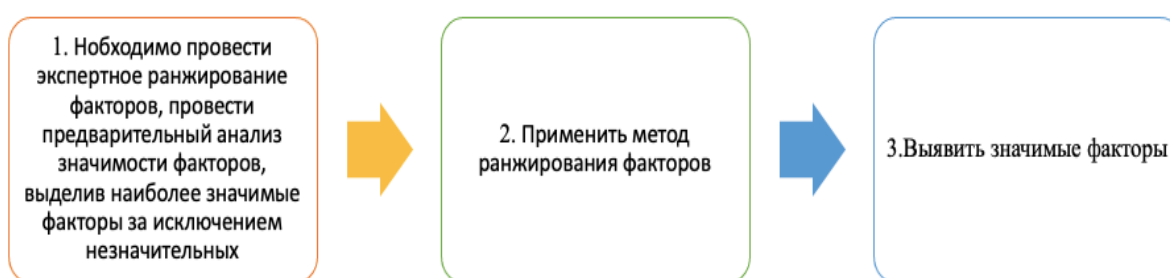 1. Нобходимо провести
экспертное ранжирование
факторов, провести
предварительный анализ
значимости факторов,
выделив наиболее значимые
факторы за исключением
незначительных
2. Применить метод
ранжирования факторов
3.Выявить значимые факторы